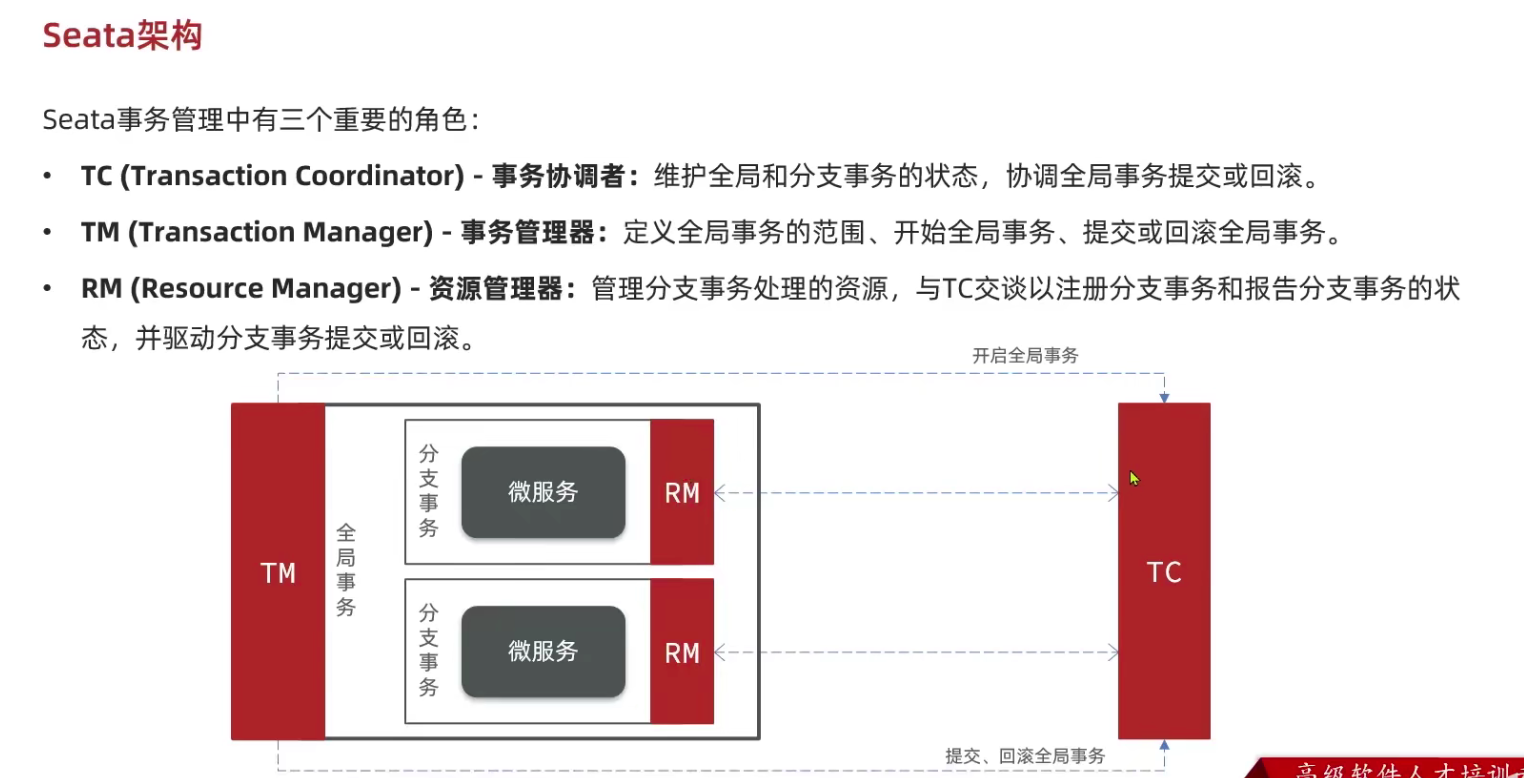 Seata架构
Seata事务管理中有三个重要的角色：
• TC (Transaction Coordinator) - 事务协调者：维护全局和分支事务的状态，协调全局事务提交或回滚。
• TM (Transaction Manager) - 事务管理器：定义全局事务的范围、开始全局事务、提交或回滚全局事务。
• RM (Resource Manager) - 资源管理器：管理分支事务处理的资源，与TC交谈以注册分支事务和报告分支事务的状
态，并驱动分支事务提交或回滚。
开启全局事务
TM
全局事务
分支事务
微服务
RM
分支事务
微服务
RM
TC
提交、回滚全局事务
高级软件人才培训